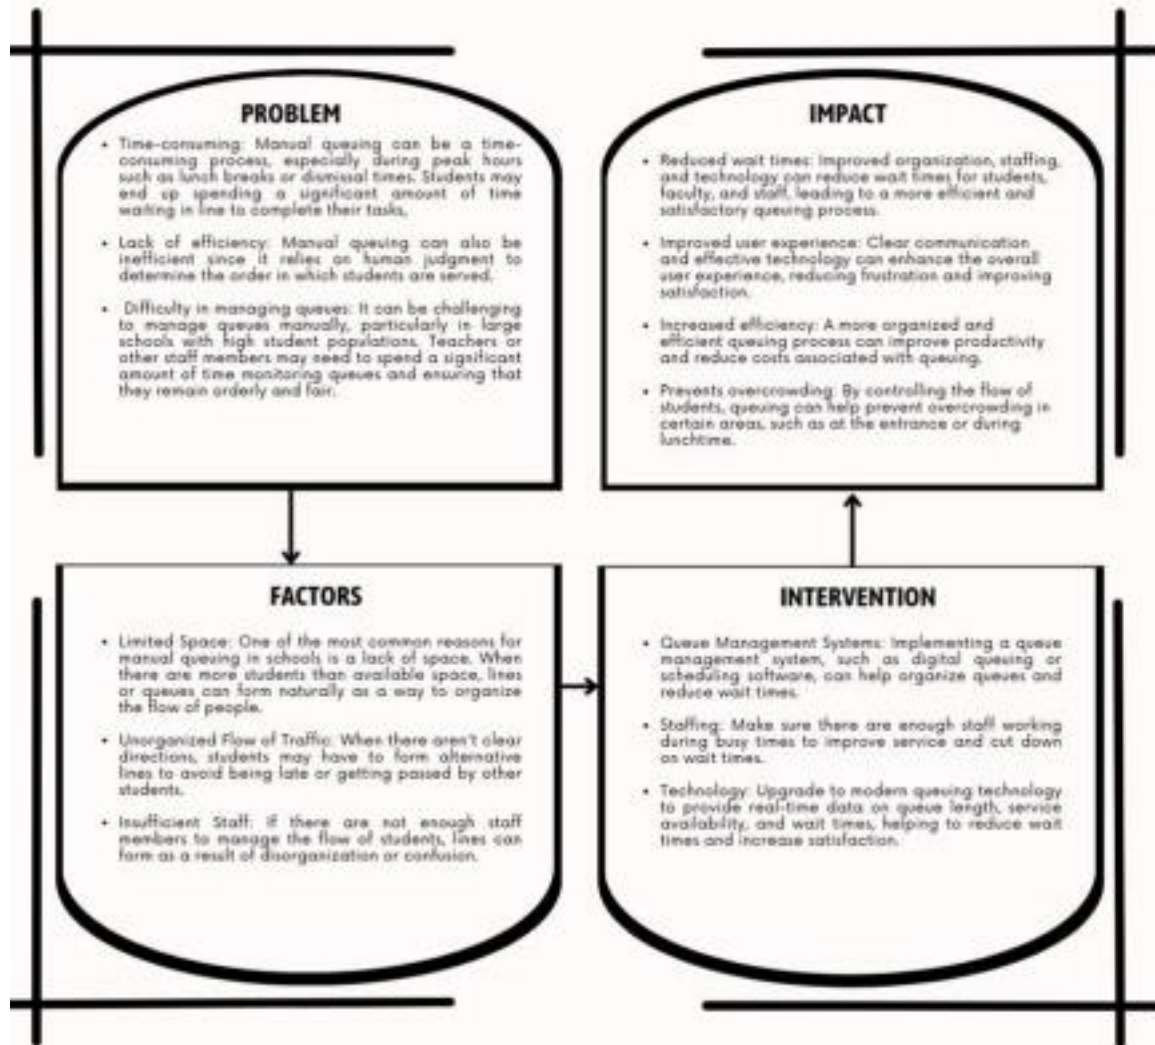 PROBLEM
• Time-consuming: Manual queuing can be a time-
consuming process, especially during peak hours
such as lunch breaks or dismissal times. Students may
end up spending a significant amount of time
waiting in line to complete their tasks.
• Lack of efficiency: Manual queuing can also be
inefficient since it relies on human judgment to
determine the order in which students are served.
• Difficulty in managing queues: It can be challenging
to manage queues manually, particularly in large
schools with high student populations. Teachers or
other staff members may need to spend a significant
amount of time monitoring queues and ensuring that
they remain orderly and fair.
FACTORS
• Limited Space: One of the most common reasons for
manual queuing in schools is a lack of space. When
there are more students than available space, lines
or queues can form naturally as a way to organize
the flow of people.
• Unorganized Flow of Traffic: When there aren't clear
directions, students may have to form alternative
lines to avoid being late or getting passed by other
students.
• Insufficient Staff: If there are not enough staff
members to manage the flow of students, lines can
form as a result of disorganization or confusion.
INTERVENTION
• Queue Management Systems: Implementing a queue
management system, such as digital queuing or
scheduling software, can help organize queues and
reduce wait times.
• Staffing: Make sure there are enough staff working
during busy times to improve service and cut down
on wait times.
• Technology: Upgrade to modern queuing technology
to provide real-time data on queue length, service
availability, and wait times, helping to reduce wait
times and increase satisfaction.
IMPACT
• Reduced wait times: Improved organization, staffing,
and technology can reduce wait times for students,
faculty, and staff, leading to a more efficient and
satisfactory queuing process.
• Improved user experience: Clear communication
and effective technology can enhance the overall
user experience, reducing frustration and improving
satisfaction.
• Increased efficiency: A more organized and
efficient queuing process can improve productivity
and reduce costs associated with queuing.
• Prevents overcrowding: By controlling the flow of
students, queuing can help prevent overcrowding in
certain areas, such as at the entrance or during
lunchtime.